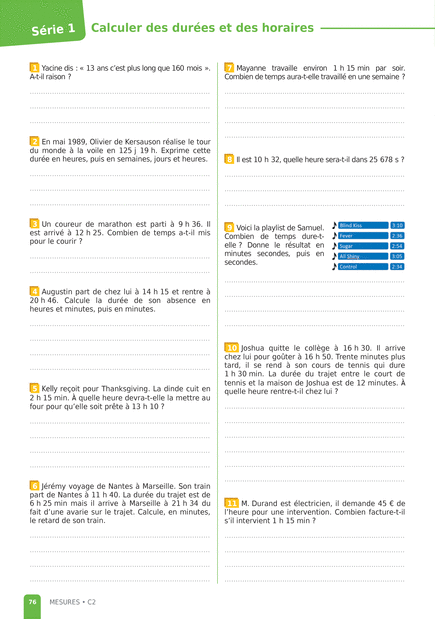 Série 1
Calculer des durées et des horaires
1 Yacine dis : « 13 ans c'est plus long que 160 mois ».
A-t-il raison ?
2 En mai 1989, Olivier de Kersauson réalise le tour
du monde à la voile en 125 j 19 h. Exprime cette
durée en heures, puis en semaines, jours et heures.
3 Un coureur de marathon est parti à 9 h 36. Il
est arrivé à 12 h 25. Combien de temps a-t-il mis
pour le courir ?
4 Augustin part de chez lui à 14 h 15 et rentre à
20 h 46. Calcule la durée de son absence en
heures et minutes, puis en minutes.
5 Kelly reçoit pour Thanksgiving. La dinde cuit en
2 h 15 min. À quelle heure devra-t-elle la mettre au
four pour qu'elle soit prête à 13 h 10 ?
6 Jérémy voyage de Nantes à Marseille. Son train
part de Nantes à 11 h 40. La durée du trajet est de
6 h 25 min mais il arrive à Marseille à 21 h 34 du
fait d'une avarie sur le trajet. Calcule, en minutes,
le retard de son train.
7 Mayanne travaille environ 1 h 15 min par soir.
Combien de temps aura-t-elle travaillé en une semaine ?
8 Il est 10 h 32, quelle heure sera-t-il dans 25 678 s ?
9 Voici la playlist de Samuel.
Combien de temps dure-t-
elle ? Donne le résultat en
minutes secondes, puis en
secondes.
Blind Kiss 3:10
Fever 2:36
Sugar 2:54
All Shiny 3:05
Control 2:34
10 Joshua quitte le collège à 16 h 30. Il arrive
chez lui pour goûter à 16 h 50. Trente minutes plus
tard, il se rend à son cours de tennis qui dure
1 h 30 min. La durée du trajet entre le court de
tennis et la maison de Joshua est de 12 minutes. À
quelle heure rentre-t-il chez lui ?
11 M. Durand est électricien, il demande 45 € de
l'heure pour une intervention. Combien facture-t-il
s'il intervient 1 h 15 min ?
76 MESURES • C2